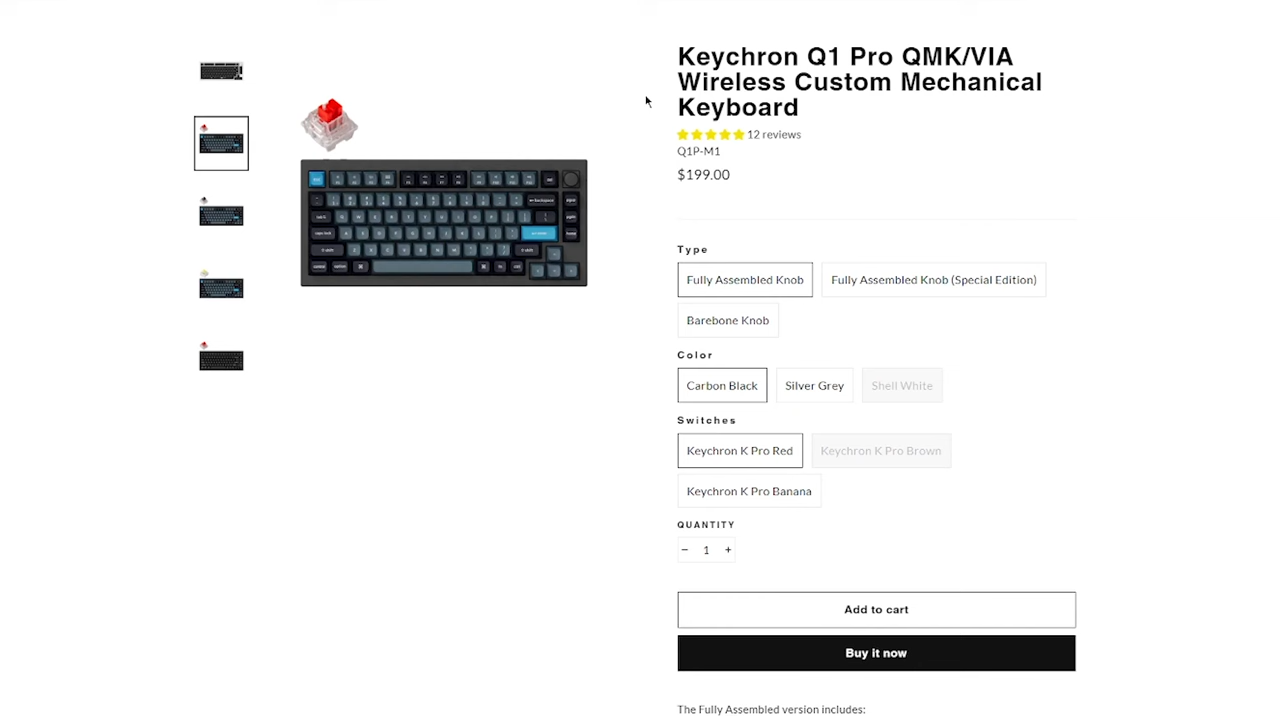 Keychron Q1 Pro QMK/VIA
Wireless Custom Mechanical
Keyboard
12 reviews
Q1P-M1
$199.00
Type
Fully Assembled Knob
Fully Assembled Knob (Special Edition)
Barebone Knob
Color
Carbon Black
Silver Grey
Shell White
Switches
Keychron K Pro Red
Keychron K Pro Brown
Keychron K Pro Banana
QUANTITY
− 1 +
Add to cart
Buy it now
The Fully Assembled version includes: